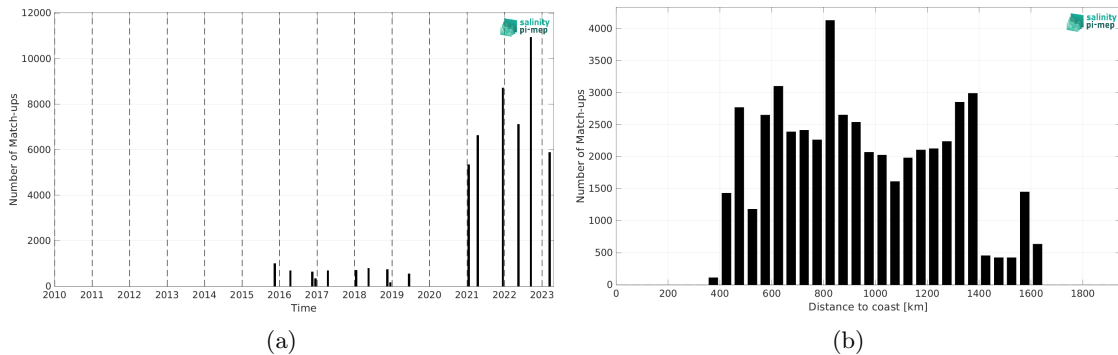 12000
10000
8000
6000
4000
2000
0
Number of Match-ups
2010 2011 2012 2013 2014 2015 2016 2017 2018 2019 2020 2021 2022 2023
Time
salinity
pi-mep
(a)
4000
3500
3000
2500
2000
1500
1000
500
0
Number of Match-ups
0 200 400 600 800 1000 1200 1400 1600 1800
Distance to coast [km]
salinity
pi-mep
(b)